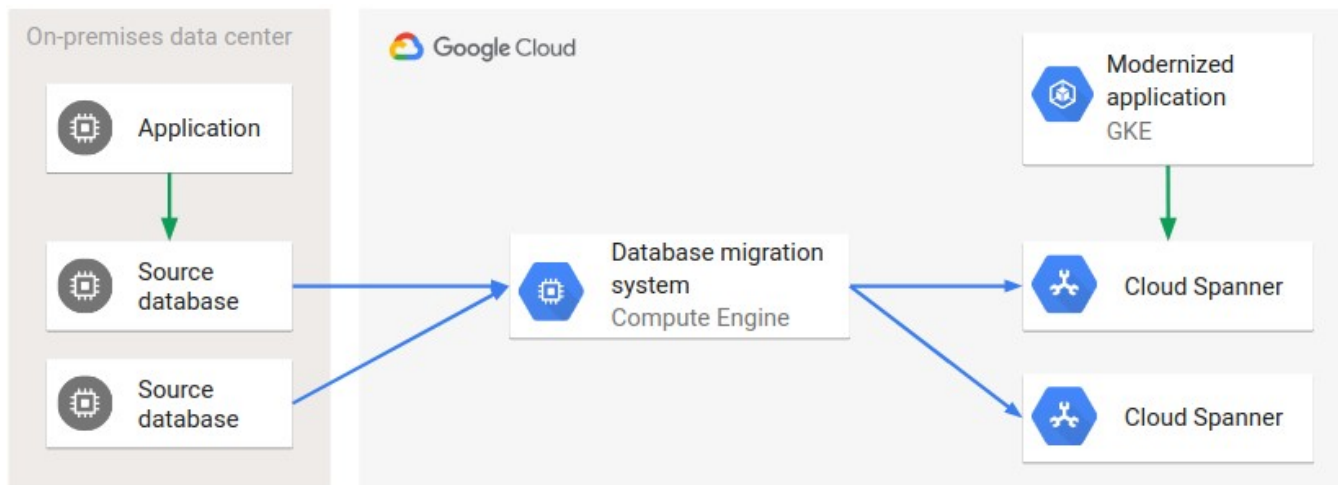 On-premises data center
Application
Source
database
Source
database
Google Cloud
Database migration
system
Compute Engine
Modernized
application
GKE
Cloud Spanner
Cloud Spanner